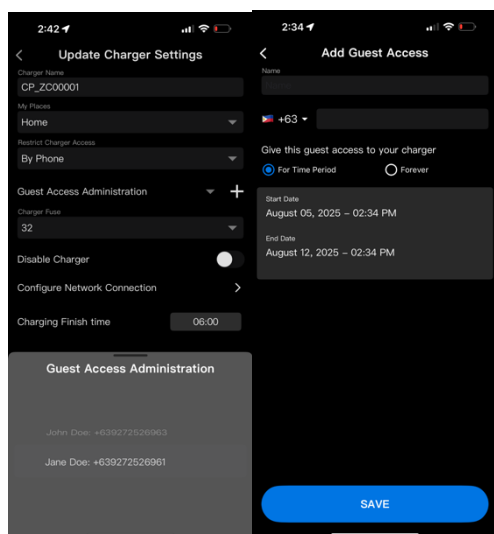 2:42
Update Charger Settings
Charger Name
CP_ZC00001
My Places
Home
Restrict Charger Access
By Phone
Guest Access Administration
Charger Fuse
32
Disable Charger
Configure Network Connection
Charging Finish time
06:00
Guest Access Administration
John Doe: +639272526963
Jane Doe: +639272526961
2:34
Add Guest Access
Name
+63
Give this guest access to your charger
For Time Period
Forever
Start Date
August 05, 2025 – 02:34 PM
End Date
August 12, 2025 – 02:34 PM
SAVE